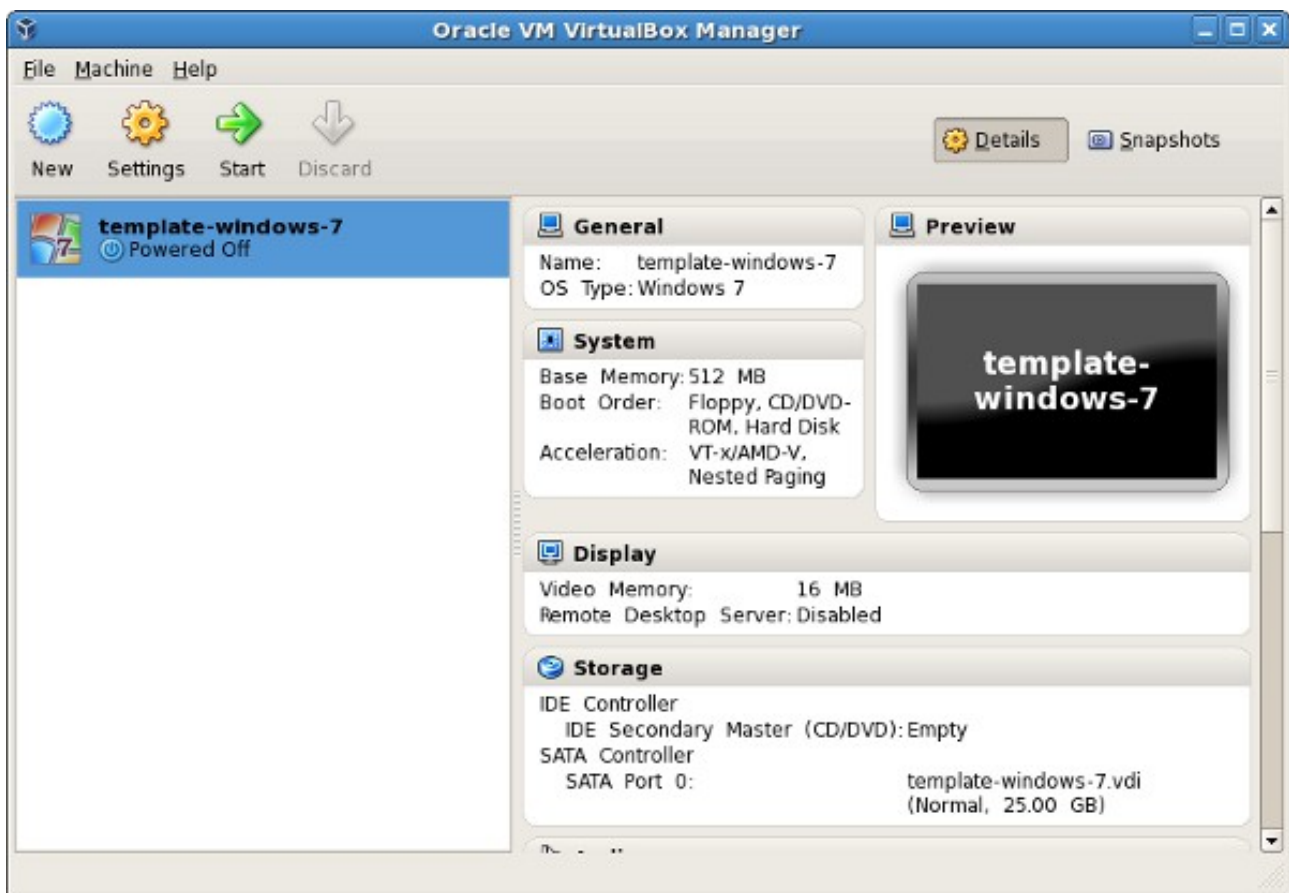 Oracle VM VirtualBox Manager
File Machine Help
New Settings Start Discard
Details Snapshots
template-windows-7
Powered Off
General
Name: template-windows-7
OS Type: Windows 7
System
Base Memory: 512 MB
Boot Order: Floppy, CD/DVD-
ROM, Hard Disk
Acceleration: VT-x/AMD-V,
Nested Paging
Preview
template-
windows-7
Display
Video Memory: 16 MB
Remote Desktop Server: Disabled
Storage
IDE Controller
IDE Secondary Master (CD/DVD): Empty
SATA Controller
SATA Port 0: template-windows-7.vdi
(Normal, 25.00 GB)